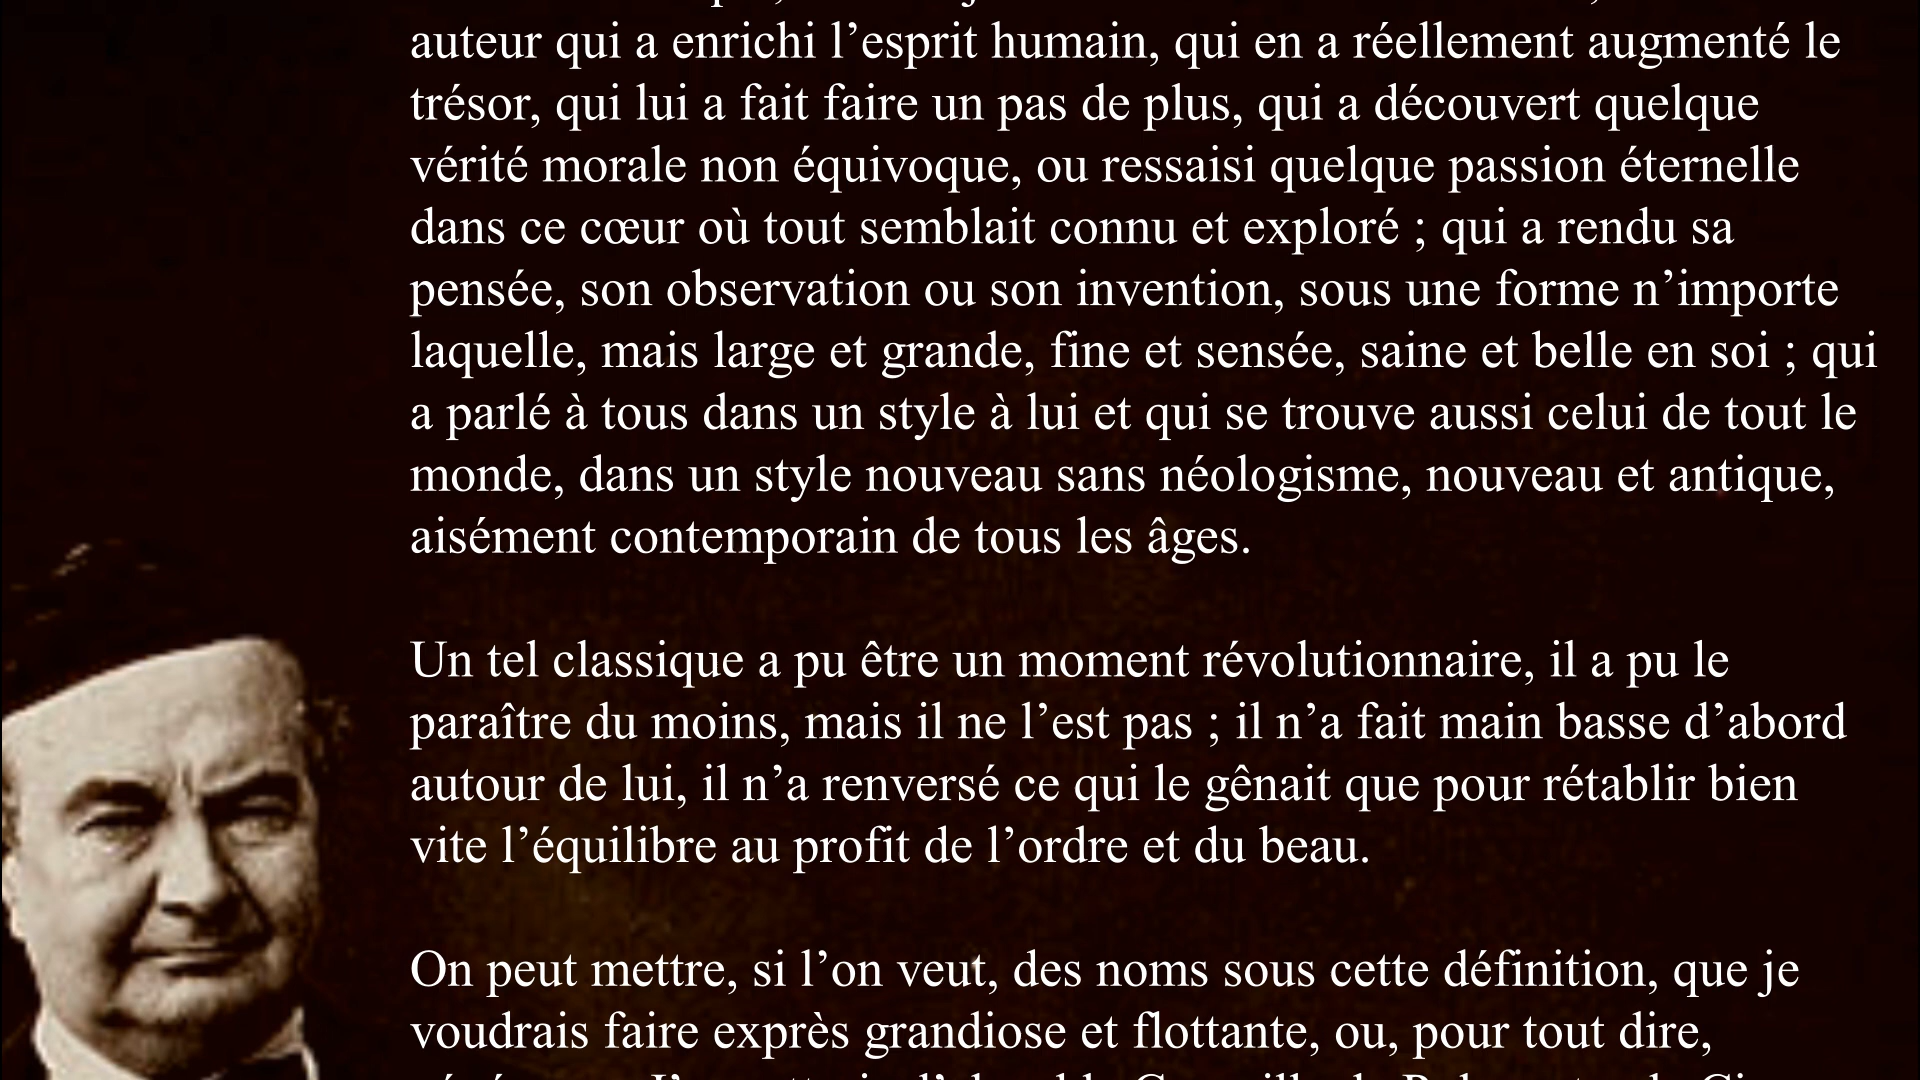 auteur qui a enrichi l’esprit humain, qui en a réellement augmenté le
trésor, qui lui a fait faire un pas de plus, qui a découvert quelque
vérité morale non équivoque, ou ressaisi quelque passion éternelle
dans ce cœur où tout semblait connu et exploré ; qui a rendu sa
pensée, son observation ou son invention, sous une forme n’importe
laquelle, mais large et grande, fine et sensée, saine et belle en soi ; qui
a parlé à tous dans un style à lui et qui se trouve aussi celui de tout le
monde, dans un style nouveau sans néologisme, nouveau et antique,
aisément contemporain de tous les âges.
Un tel classique a pu être un moment révolutionnaire, il a pu le
paraître du moins, mais il ne l’est pas ; il n’a fait main basse d’abord
autour de lui, il n’a renversé ce qui le gênait que pour rétablir bien
vite l’équilibre au profit de l’ordre et du beau.
On peut mettre, si l’on veut, des noms sous cette définition, que je
voudrais faire exprès grandiose et flottante, ou, pour tout dire,